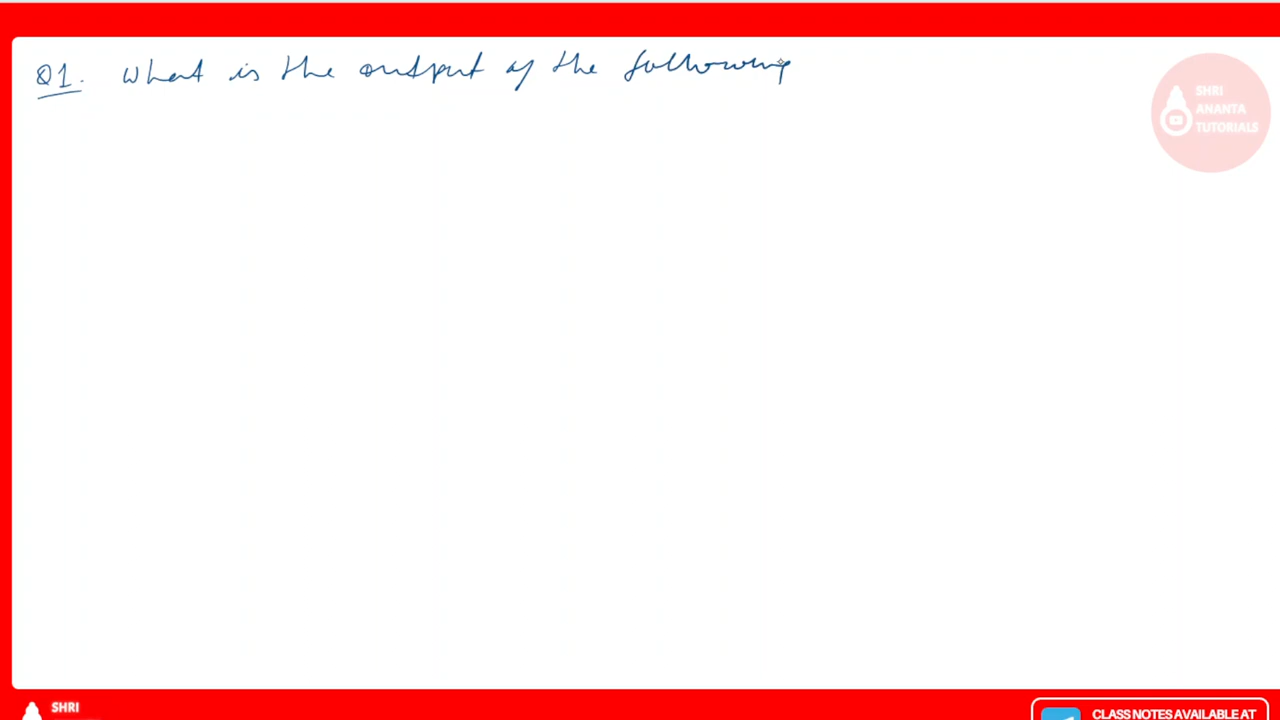 Q1. What is the output of the following
SHRI
ANANTA
TUTORIALS
SHRI
CLASS NOTES AVAILABLE AT